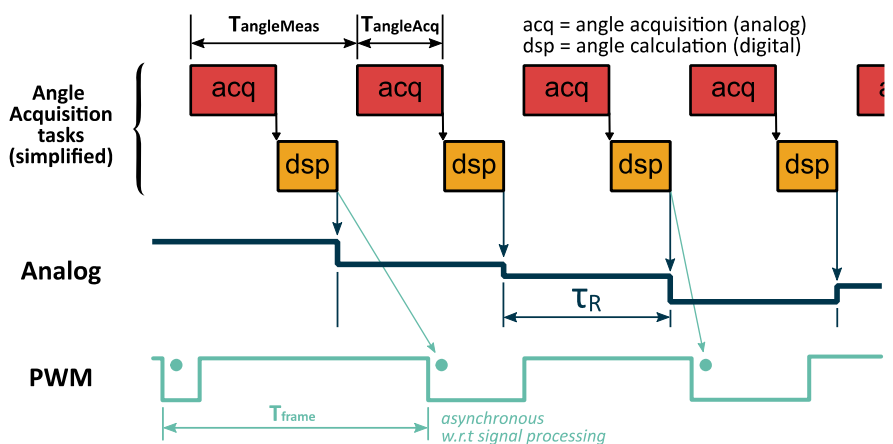 TangleMeas
TangleAcq
acq = angle acquisition (analog)
dsp = angle calculation (digital)
Angle
Acquisition
tasks
(simplified)
acq
acq
acq
acq
dsp
dsp
dsp
dsp
Analog
τR
PWM
Tframe
asynchronous
w.r.t signal processing